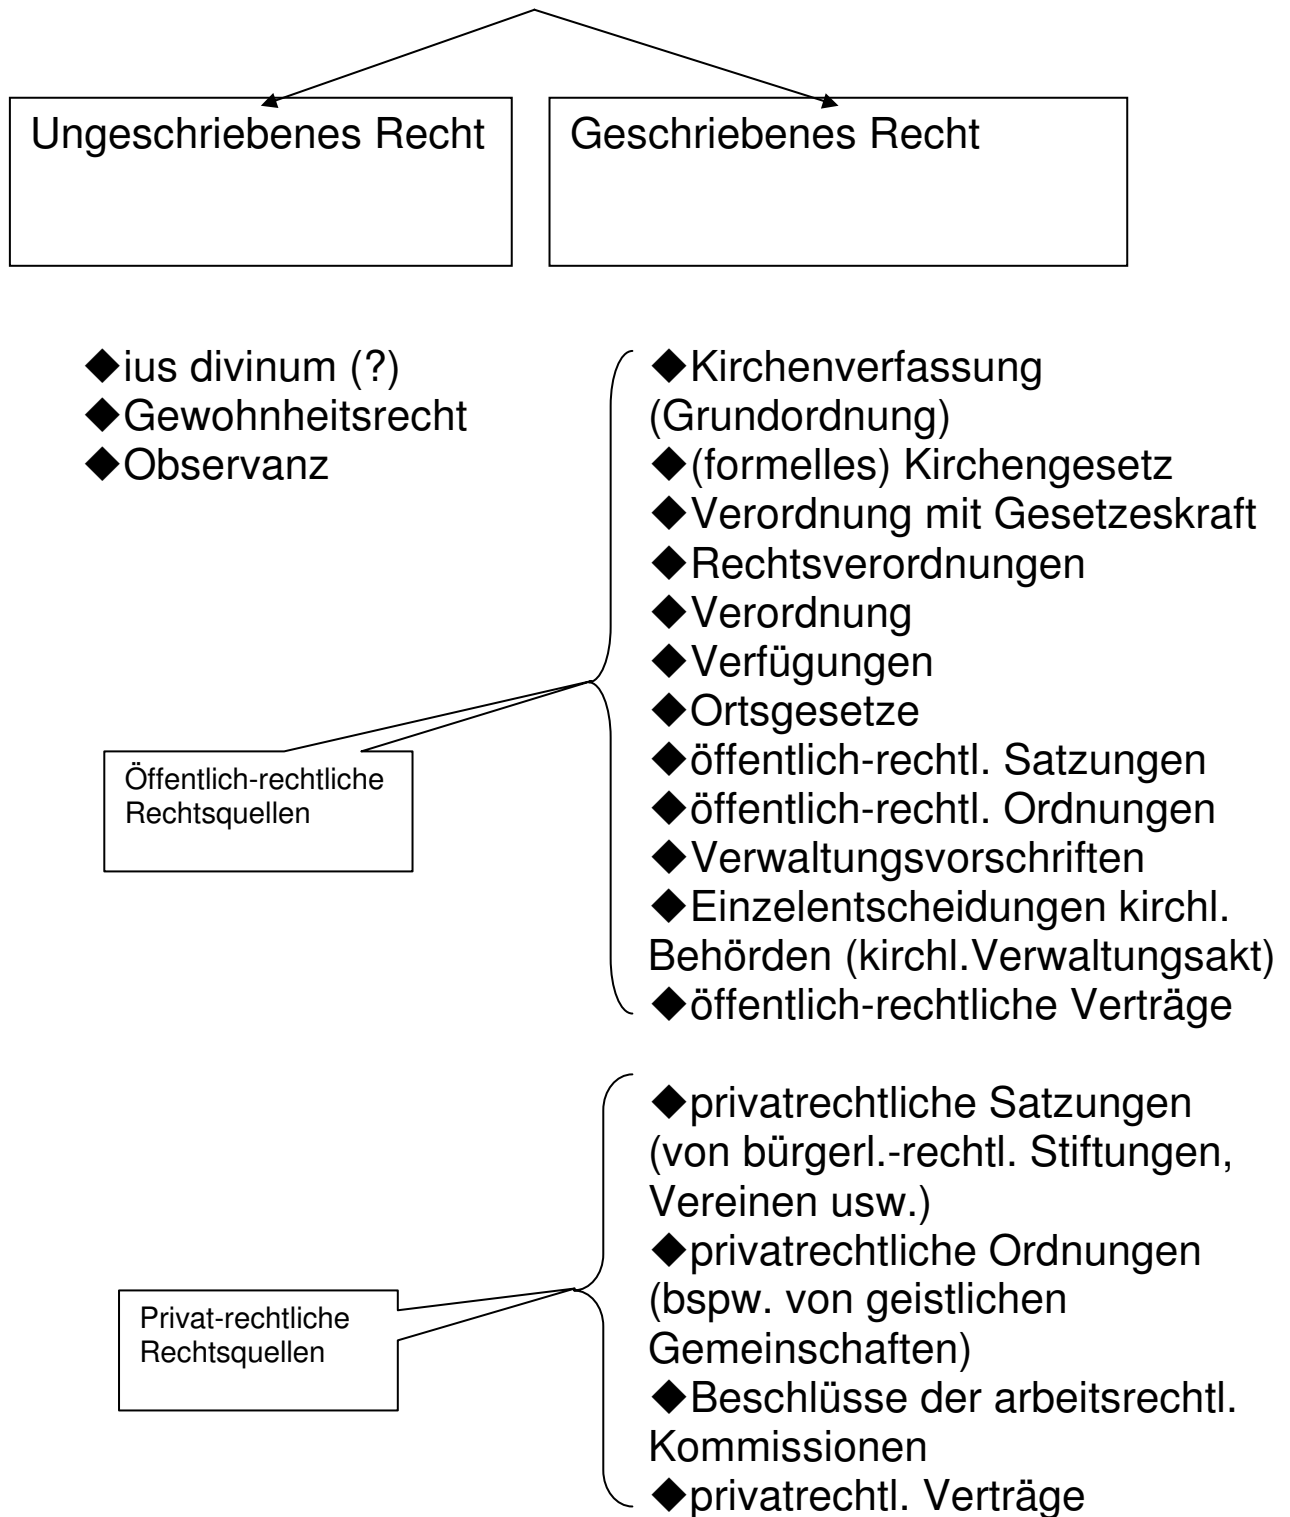 Ungeschriebenes Recht
Geschriebenes Recht
◆ius divinum (?)
◆Gewohnheitsrecht
◆Observanz
◆Kirchenverfassung
(Grundordnung)
◆(formelles) Kirchengesetz
◆Verordnung mit Gesetzeskraft
◆Rechtsverordnungen
◆Verordnung
◆Verfügungen
◆Ortsgesetze
◆öffentlich-rechtl. Satzungen
◆öffentlich-rechtl. Ordnungen
◆Verwaltungsvorschriften
◆Einzelentscheidungen kirchl.
Behörden (kirchl.Verwaltungsakt)
◆öffentlich-rechtliche Verträge
Öffentlich-rechtliche
Rechtsquellen
◆privatrechtliche Satzungen
(von bürgerl.-rechtl. Stiftungen,
Vereinen usw.)
◆privatrechtliche Ordnungen
(bspw. von geistlichen
Gemeinschaften)
◆Beschlüsse der arbeitsrechtl.
Kommissionen
◆privatrechtl. Verträge
Privat-rechtliche
Rechtsquellen